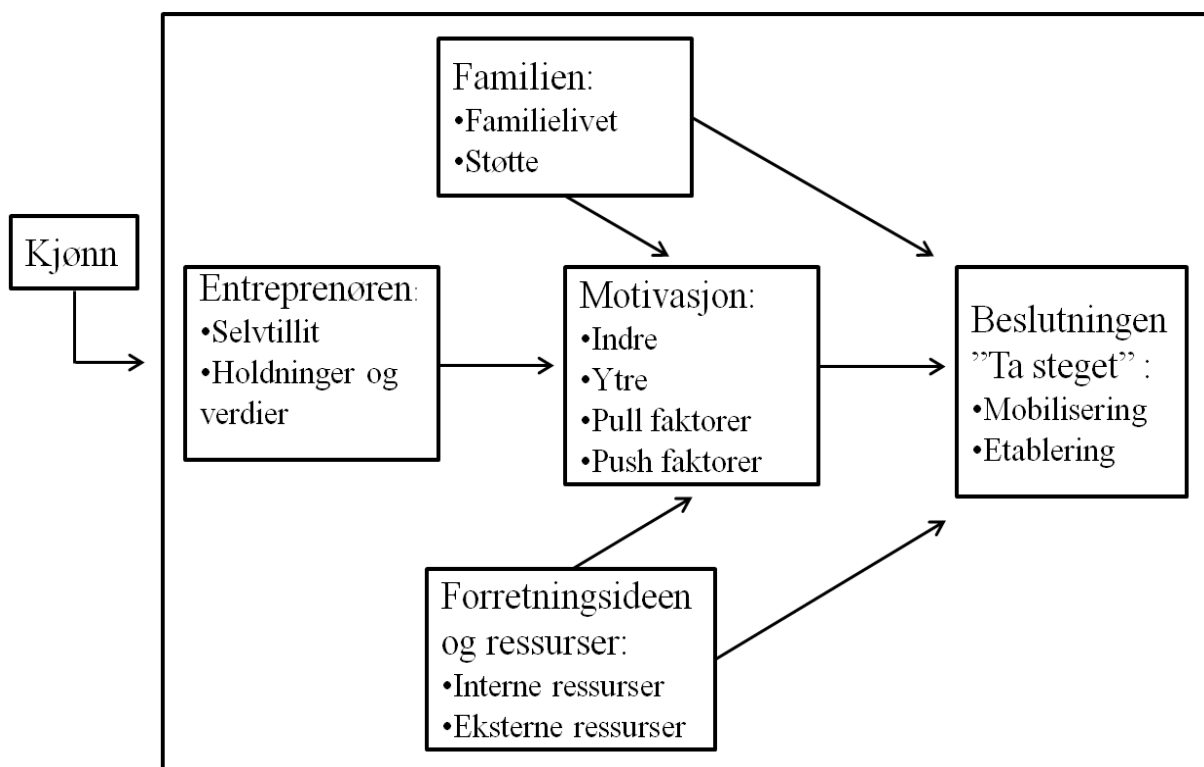 Familien:
•Familielivet
•Støtte
Kjønn
Entreprenøren:
•Selvtillit
•Holdninger og
verdier
Motivasjon:
•Indre
•Ytre
•Pull faktorer
•Push faktorer
Beslutningen
”Ta steget” :
•Mobilisering
•Etablering
Forretningsideen
og ressurser:
•Interne ressurser
•Eksterne ressurser